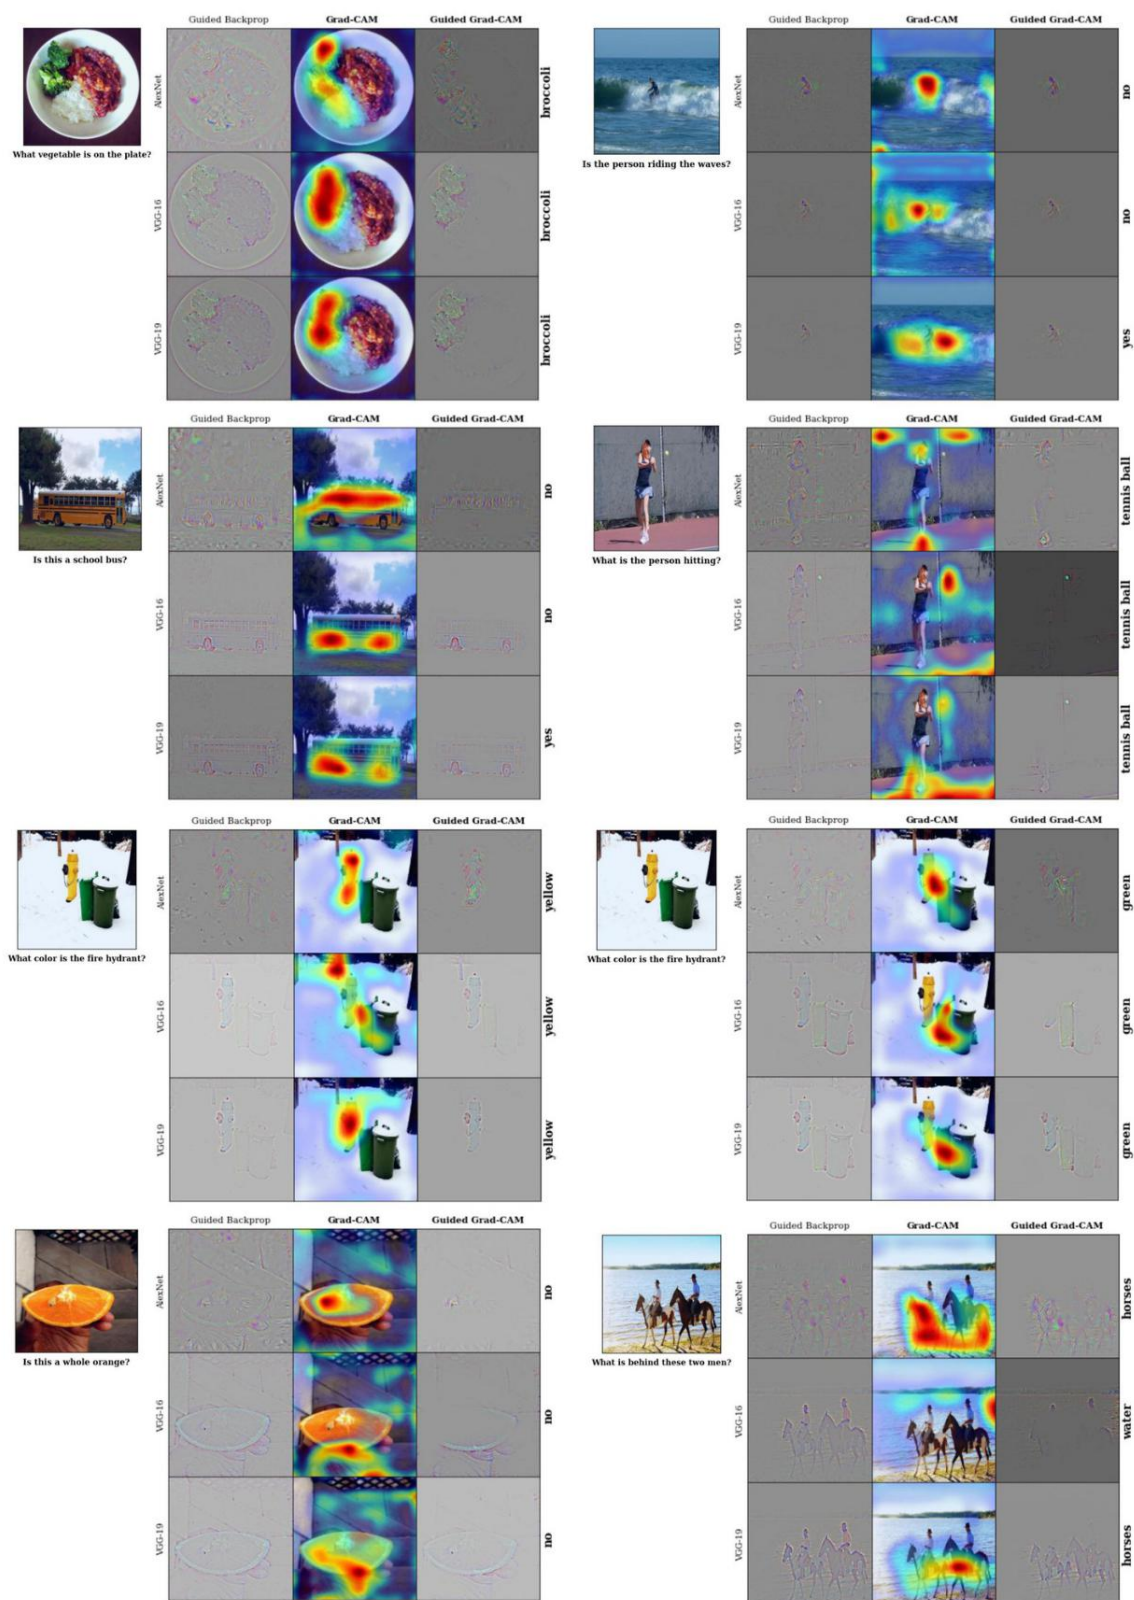 Guided Backprop Grad-CAM Guided Grad-CAM
AlexNet
broccoli
What vegetable is on the plate?
VGG-16
broccoli
VGG-19
broccoli
AlexNet
no
Is the person riding the waves?
VGG-16
no
VGG-19
yes
Guided Backprop Grad-CAM Guided Grad-CAM
AlexNet
no
Is this a school bus?
VGG-16
no
VGG-19
yes
Guided Backprop Grad-CAM Guided Grad-CAM
AlexNet
tennis ball
What is the person hitting?
VGG-16
tennis ball
VGG-19
tennis ball
Guided Backprop Grad-CAM Guided Grad-CAM
AlexNet
yellow
What color is the fire hydrant?
VGG-16
yellow
VGG-19
yellow
Guided Backprop Grad-CAM Guided Grad-CAM
AlexNet
green
What color is the fire hydrant?
VGG-16
green
VGG-19
green
Guided Backprop Grad-CAM Guided Grad-CAM
AlexNet
no
Is this a whole orange?
VGG-16
no
VGG-19
no
Guided Backprop Grad-CAM Guided Grad-CAM
AlexNet
horses
What is behind these two men?
VGG-16
water
VGG-19
horses